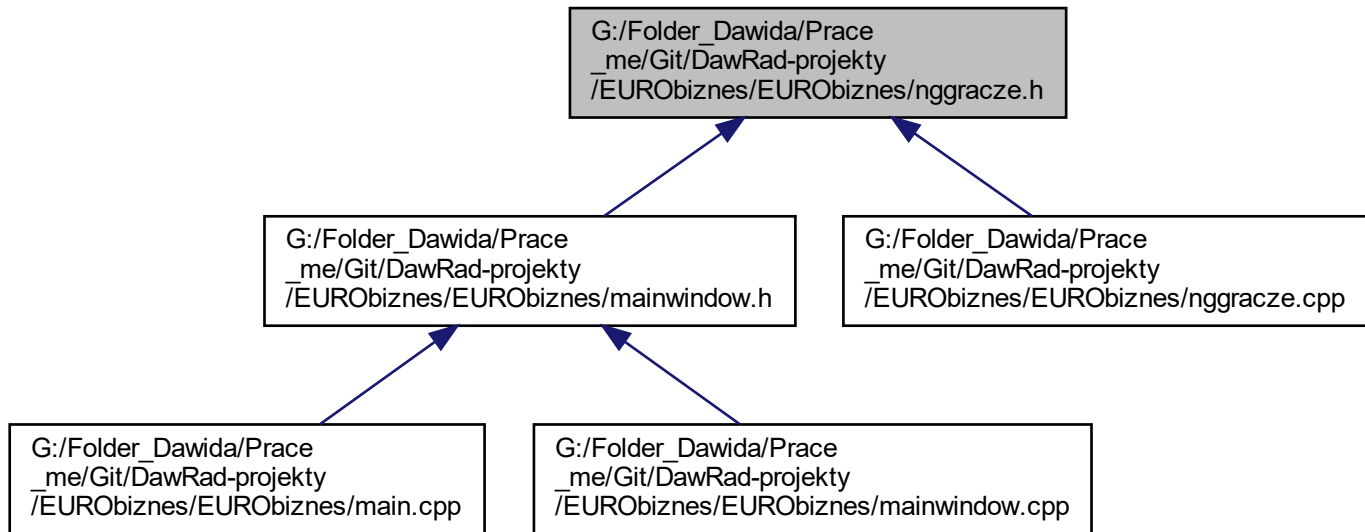 G:/Folder_Dawida/Prace
_me/Git/DawRad-projekty
/EURObiznes/EURObiznes/nggracze.h
G:/Folder_Dawida/Prace
_me/Git/DawRad-projekty
/EURObiznes/EURObiznes/mainwindow.h
G:/Folder_Dawida/Prace
_me/Git/DawRad-projekty
/EURObiznes/EURObiznes/nggracze.cpp
G:/Folder_Dawida/Prace
_me/Git/DawRad-projekty
/EURObiznes/EURObiznes/main.cpp
G:/Folder_Dawida/Prace
_me/Git/DawRad-projekty
/EURObiznes/EURObiznes/mainwindow.cpp